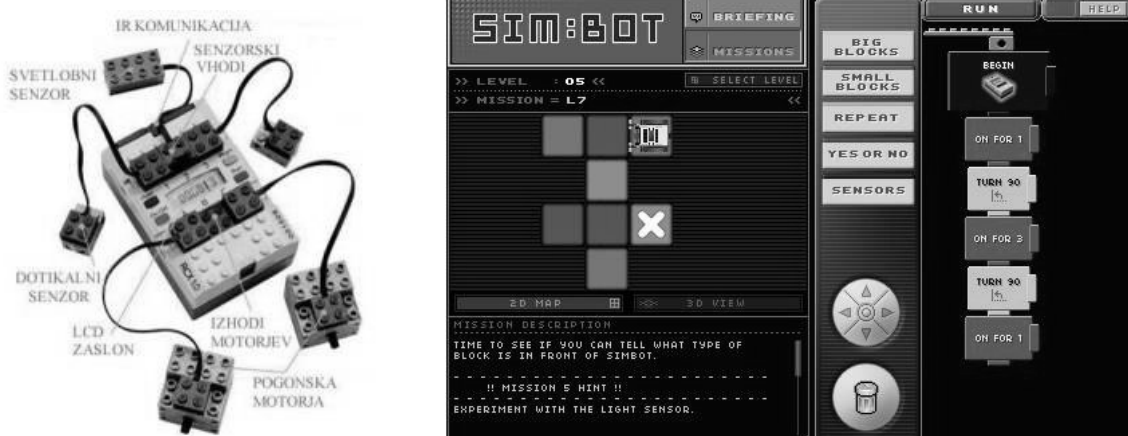 IR KOMUNIKACIJA
SENZORSKI
VHODI
SVETLOBNI
SENZOR
DOTIKALNI
SENZOR
LCD
ZASLON
IZHODI
MOTORJEV
POGONSKA
MOTORJA
SIM:BOT
BRIEFING
MISSIONS
>> LEVEL : 05 <<
SELECT LEVEL
>> MISSION = L7 <<
2D MAP
3D VIEW
MISSION DESCRIPTION
TIME TO SEE IF YOU CAN TELL WHAT TYPE OF
BLOCK IS IN FRONT OF SIMBOT.
!! MISSION 5 HINT !!
EXPERIMENT WITH THE LIGHT SENSOR.
BIG
BLOCKS
SMALL
BLOCKS
REPEAT
YES OR NO
SENSORS
RUN
HELP
BEGIN
ON FOR 1
TURN 90
ON FOR 3
TURN 90
ON FOR 1